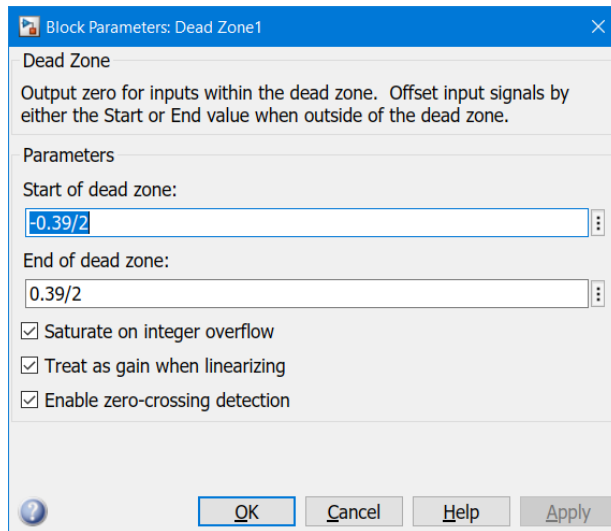 Block Parameters: Dead Zone1
Dead Zone
Output zero for inputs within the dead zone.  Offset input signals by
either the Start or End value when outside of the dead zone.
Parameters
Start of dead zone:
-0.39/2
End of dead zone:
0.39/2
Saturate on integer overflow
Treat as gain when linearizing
Enable zero-crossing detection
OK Cancel Help Apply